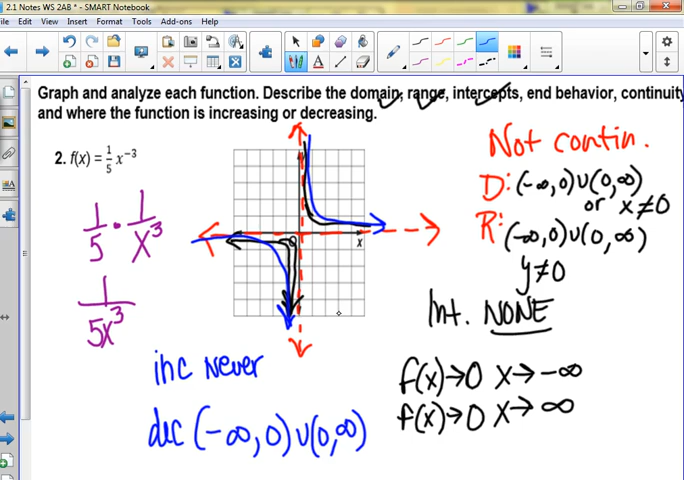 2.1 Notes WS 2AB * - SMART Notebook
File Edit View Insert Format Tools Add-ons Help
Graph and analyze each function. Describe the domain, range, intercepts, end behavior, continuity
and where the function is increasing or decreasing.
2. f(x) = 1/5 x⁻³
1/5 · 1/x³
1/5x³
x
Not contin.
D: (-∞, 0) ∪ (0, ∞)
or x ≠ 0
R: (-∞, 0) ∪ (0, ∞)
y ≠ 0
Int. NONE
f(x) → 0 x → -∞
f(x) → 0 x → ∞
inc Never
dec (-∞, 0) ∪ (0, ∞)